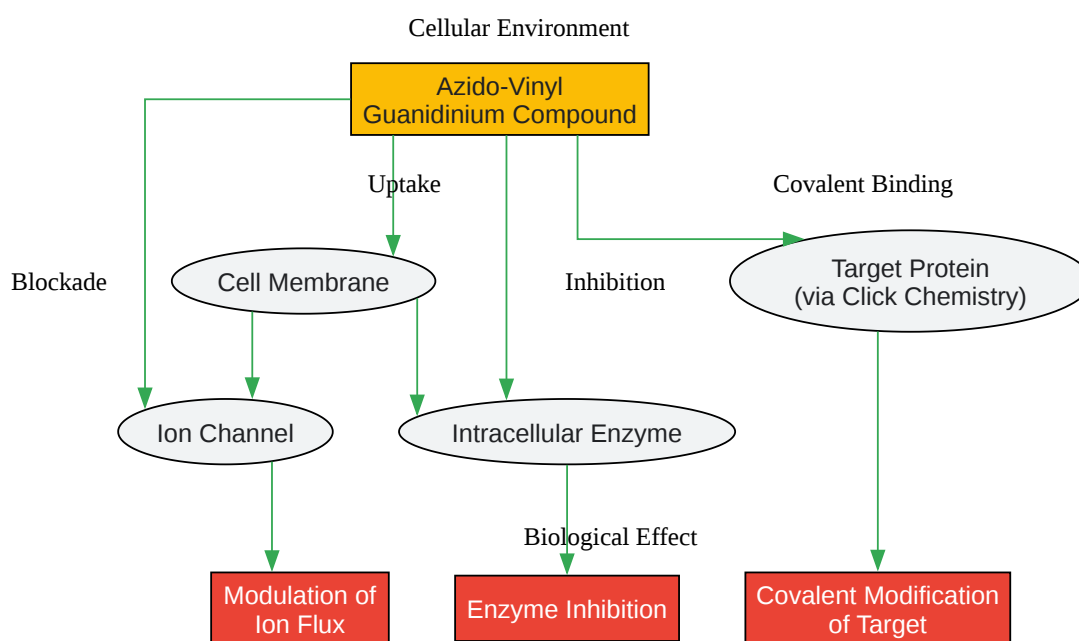 Cellular Environment
Azido-Vinyl
Guanidinium Compound
Uptake
Covalent Binding
Blockade
Cell Membrane
Inhibition
Target Protein
(via Click Chemistry)
Ion Channel
Intracellular Enzyme
Biological Effect
Modulation of
Ion Flux
Enzyme Inhibition
Covalent Modification
of Target